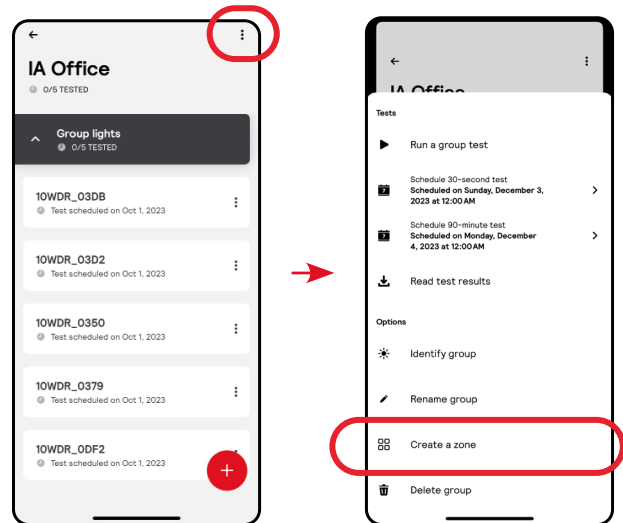 IA Office
0/5 TESTED
Group lights
0/5 TESTED
10WDR_03DB
Test scheduled on Oct 1, 2023
10WDR_03D2
Test scheduled on Oct 1, 2023
10WDR_0350
Test scheduled on Oct 1, 2023
10WDR_0379
Test scheduled on Oct 1, 2023
10WDR_0DF2
Test scheduled on Oct 1, 2023
IA Office
Tests
Run a group test
Schedule 30-second test
Scheduled on Sunday, December 3,
2023 at 12:00 AM
Schedule 90-minute test
Scheduled on Monday, December
4, 2023 at 12:00 AM
Read test results
Options
Identify group
Rename group
Create a zone
Delete group